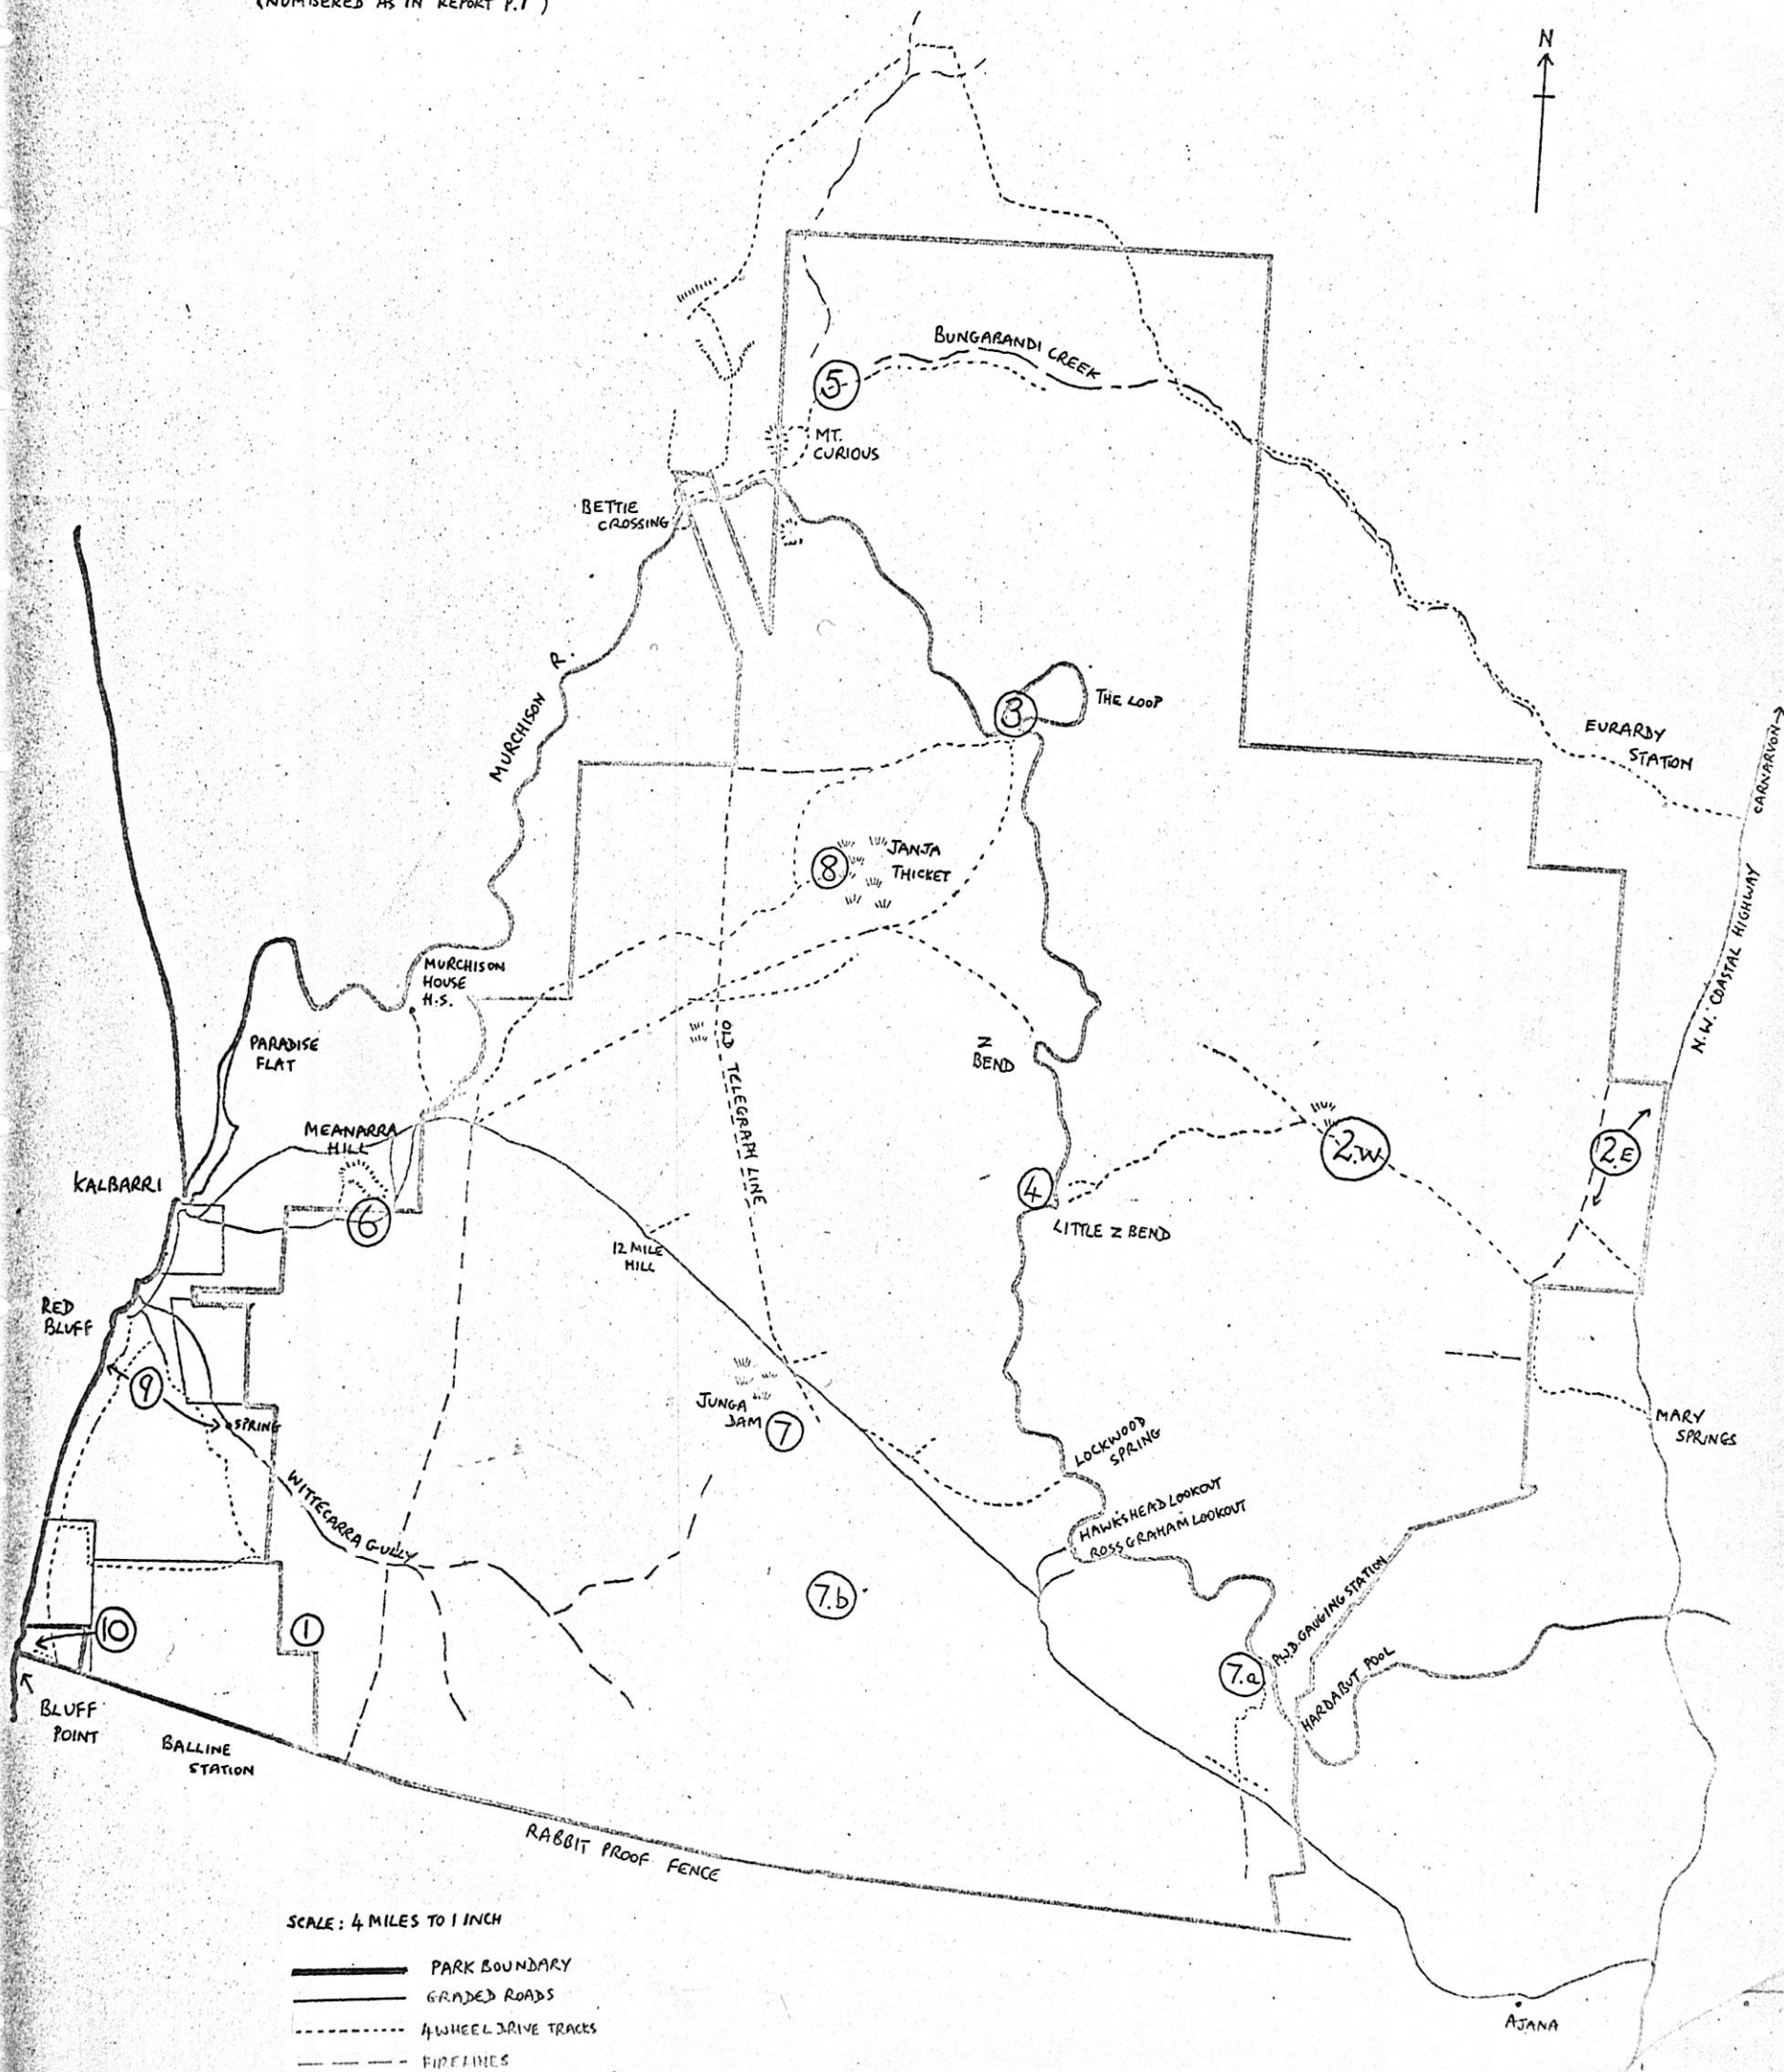 (NUMBERED AS IN REPORT P.1)
N
BUNGABANDI CREEK
5
MT.
CURIOUS
BETTIE
CROSSING
MURCHISON R.
3
THE LOOP
EURARDY
STATION
CARNARVON
N.W. COASTAL HIGHWAY
8
JANJA
THICKET
MURCHISON
HOUSE
H.S.
PARADISE
FLAT
OLD TELEGRAPH LINE
Z
BEND
MEANARRA
HILL
2.W
2.E
KALBARRI
6
4
LITTLE Z BEND
12 MILE
HILL
RED
BLUFF
9
SPRING
JUNGA
DAM
7
LOCKWOOD
SPRING
MARY
SPRINGS
WITTECARRA GULLY
HAWKSHEAD LOOKOUT
ROSS GRAHAM LOOKOUT
7.b
10
1
P.W.D. GAUGING STATION
7.a
HARDABUT POOL
BLUFF
POINT
BALLINE
STATION
RABBIT PROOF FENCE
SCALE: 4 MILES TO 1 INCH
PARK BOUNDARY
GRADED ROADS
4 WHEEL DRIVE TRACKS
FIRELINES
AJANA